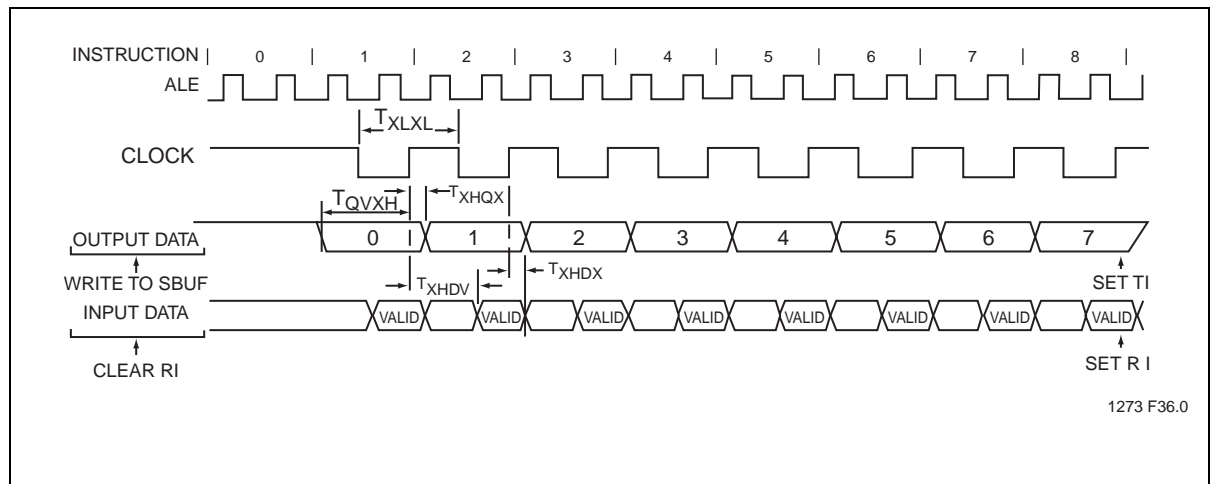 INSTRUCTION | 0 | 1 | 2 | 3 | 4 | 5 | 6 | 7 | 8 |
ALE
TXLXL
CLOCK
TQVXH
TXHQX
OUTPUT DATA
0 1 2 3 4 5 6 7
WRITE TO SBUF
TXHDV
TXHDX
SET TI
INPUT DATA
VALID VALID VALID VALID VALID VALID VALID VALID
CLEAR RI
SET R I
1273 F36.0